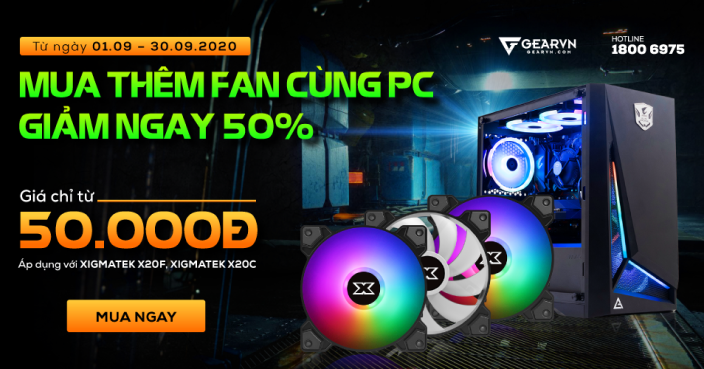 Từ ngày 01.09 - 30.09.2020
GEARVN
GEARVN.COM
HOTLINE
1800 6975
MUA THÊM FAN CÙNG PC
GIẢM NGAY 50%
Giá chỉ từ
50.000Đ
Áp dụng với XIGMATEK X20F, XIGMATEK X20C
MUA NGAY